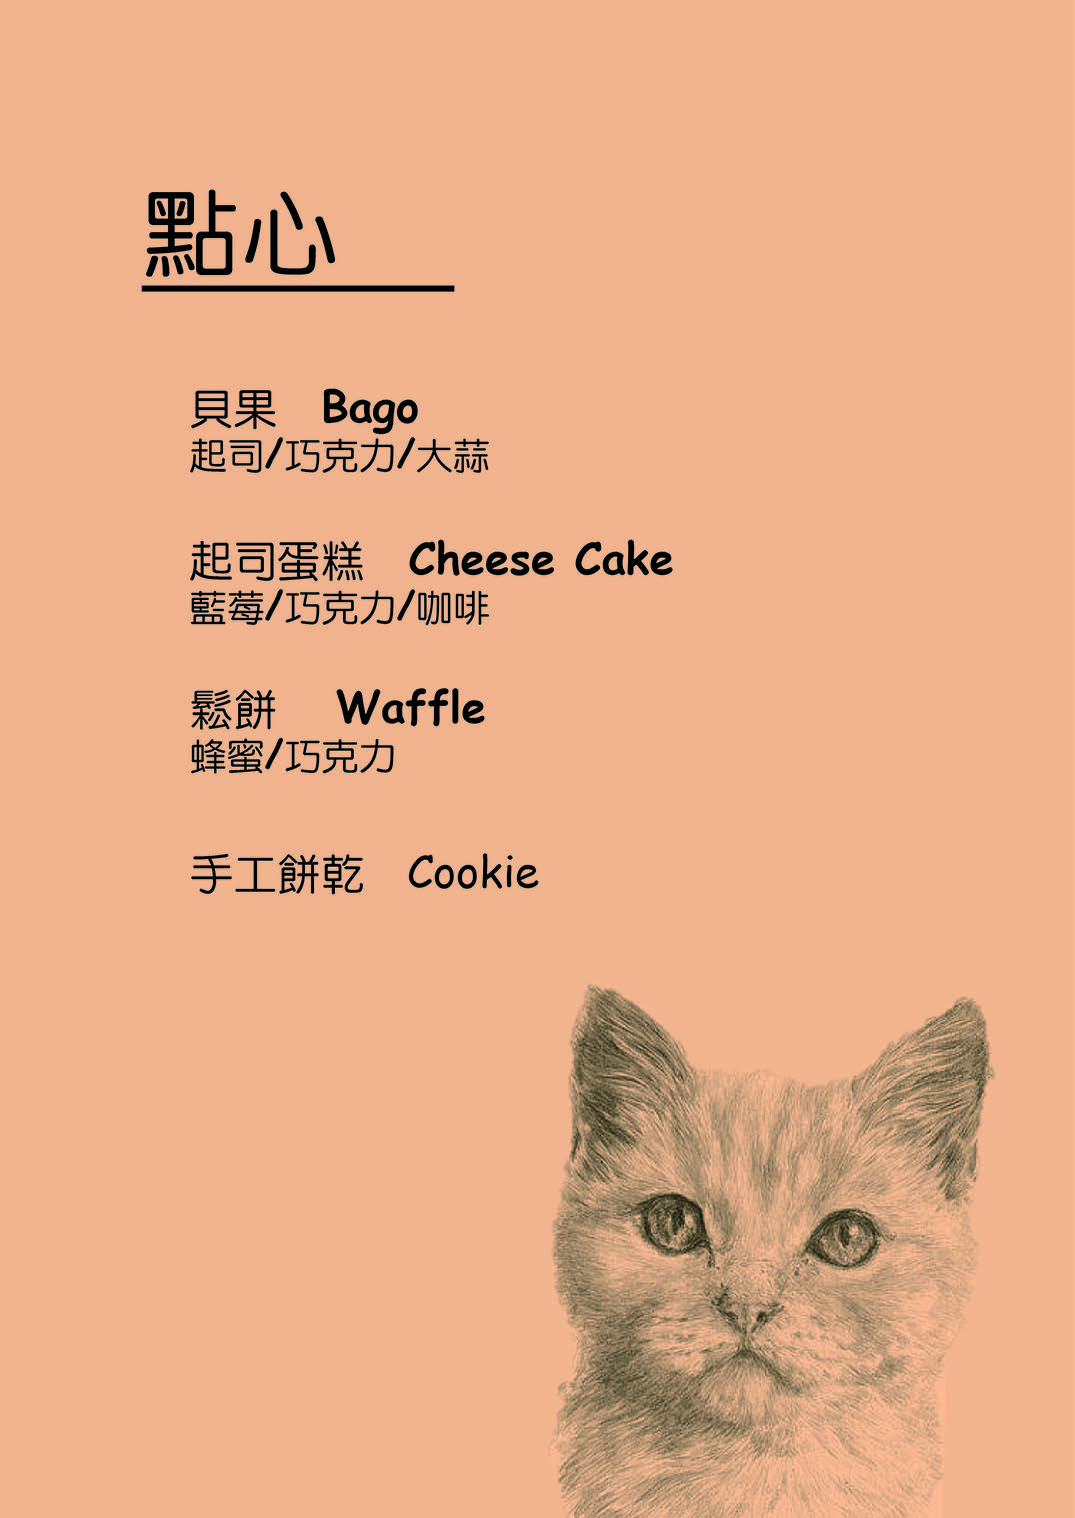 點心
貝果 Bago
起司/巧克力/大蒜
起司蛋糕 Cheese Cake
藍莓/巧克力/咖啡
鬆餅 Waffle
蜂蜜/巧克力
手工餅乾 Cookie